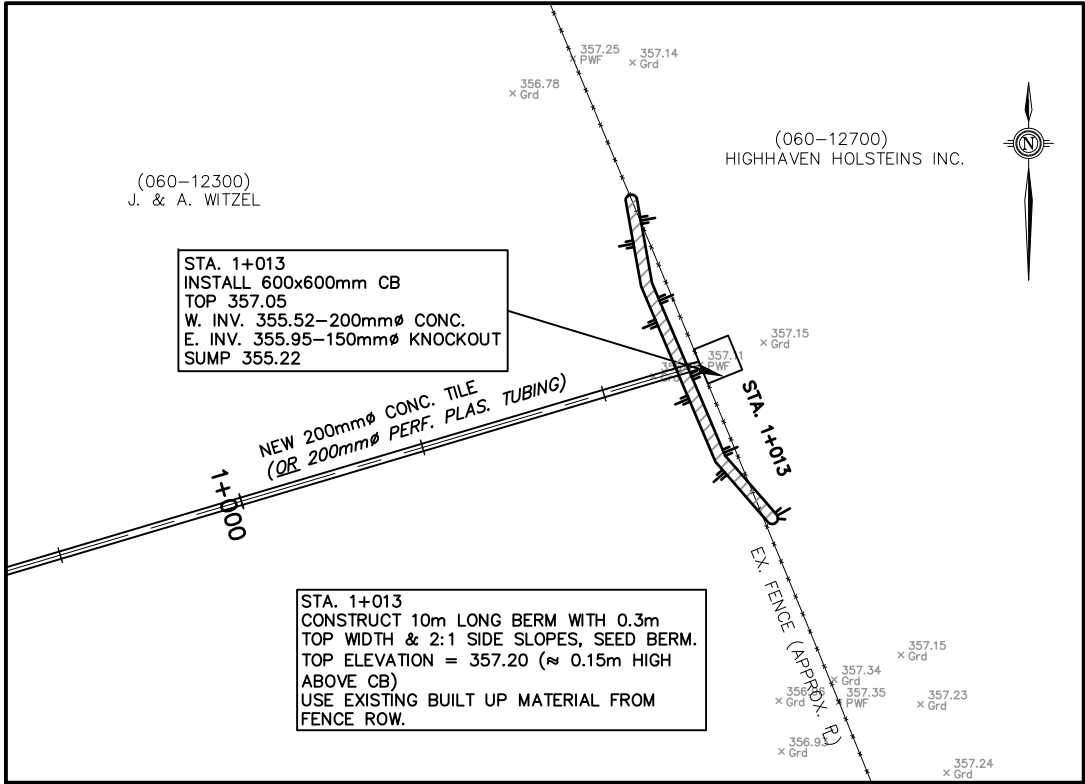 357.25
PWF
357.14
Grd
356.78
Grd
(060-12700)
HIGHHAVEN HOLSTEINS INC.
N
(060-12300)
J. & A. WITZEL
STA. 1+013
INSTALL 600x600mm CB
TOP 357.05
W. INV. 355.52-200mmø CONC.
E. INV. 355.95-150mmø KNOCKOUT
SUMP 355.22
357.15
Grd
357.11
PWF
Grd
NEW 200mmø CONC. TILE
(OR 200mmø PERF. PLAS. TUBING)
STA. 1+013
1+000
EX. FENCE (APPROX. PL)
STA. 1+013
CONSTRUCT 10m LONG BERM WITH 0.3m
TOP WIDTH & 2:1 SIDE SLOPES, SEED BERM.
TOP ELEVATION = 357.20 (≈ 0.15m HIGH
ABOVE CB)
USE EXISTING BUILT UP MATERIAL FROM
FENCE ROW.
357.15
Grd
357.34
Grd
Grd
357.35
PWF
357.23
Grd
356.93
Grd
357.24
Grd